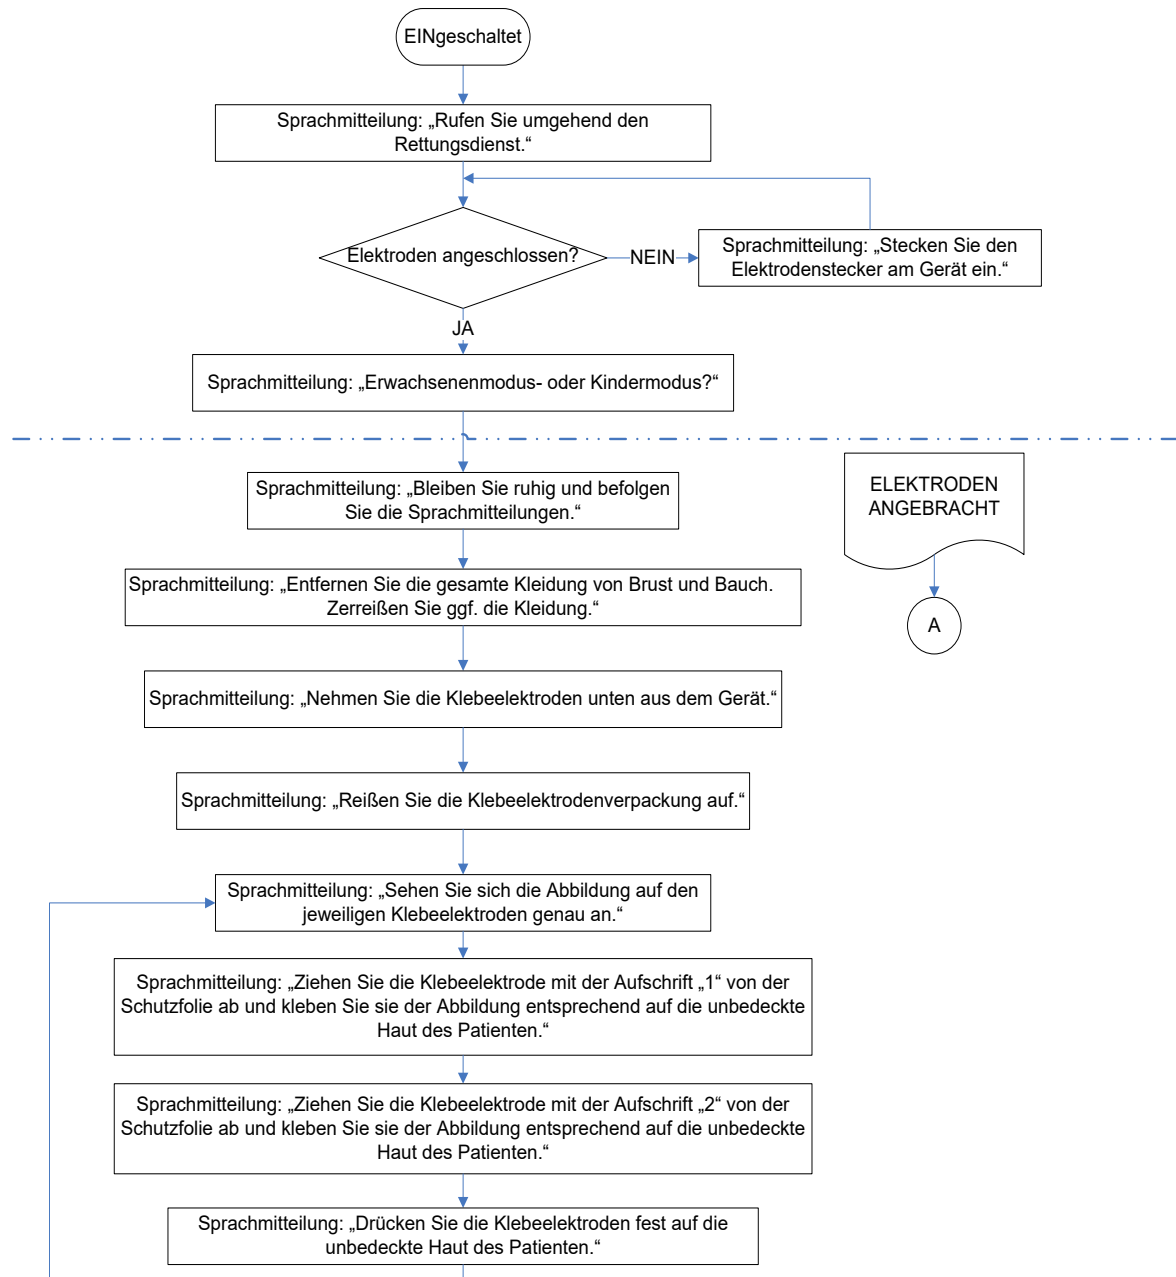 EINgeschaltet
Sprachmitteilung: „Rufen Sie umgehend den
Rettungsdienst.“
Elektroden angeschlossen?
NEIN
Sprachmitteilung: „Stecken Sie den
Elektrodenstecker am Gerät ein.“
JA
Sprachmitteilung: „Erwachsenenmodus- oder Kindermodus?“
Sprachmitteilung: „Bleiben Sie ruhig und befolgen
Sie die Sprachmitteilungen.“
ELEKTRODEN
ANGEBRACHT
Sprachmitteilung: „Entfernen Sie die gesamte Kleidung von Brust und Bauch.
Zerreißen Sie ggf. die Kleidung.“
A
Sprachmitteilung: „Nehmen Sie die Klebeelektroden unten aus dem Gerät.“
Sprachmitteilung: „Reißen Sie die Klebeelektrodenverpackung auf.“
Sprachmitteilung: „Sehen Sie sich die Abbildung auf den
jeweiligen Klebeelektroden genau an.“
Sprachmitteilung: „Ziehen Sie die Klebeelektrode mit der Aufschrift „1“ von der
Schutzfolie ab und kleben Sie sie der Abbildung entsprechend auf die unbedeckte
Haut des Patienten.“
Sprachmitteilung: „Ziehen Sie die Klebeelektrode mit der Aufschrift „2“ von der
Schutzfolie ab und kleben Sie sie der Abbildung entsprechend auf die unbedeckte
Haut des Patienten.“
Sprachmitteilung: „Drücken Sie die Klebeelektroden fest auf die
unbedeckte Haut des Patienten.“